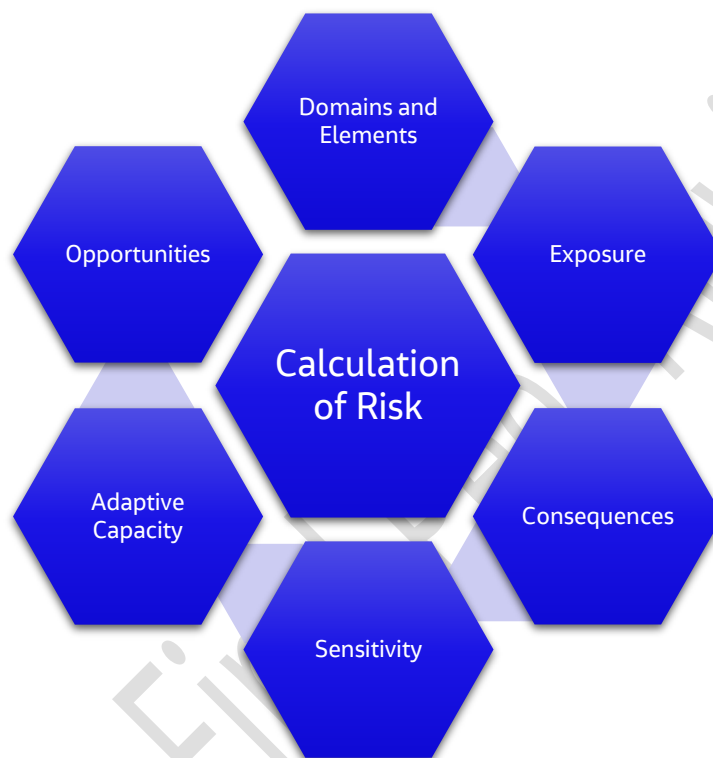 Domains and
Elements
Opportunities
Exposure
Calculation
of Risk
Adaptive
Capacity
Consequences
Sensitivity